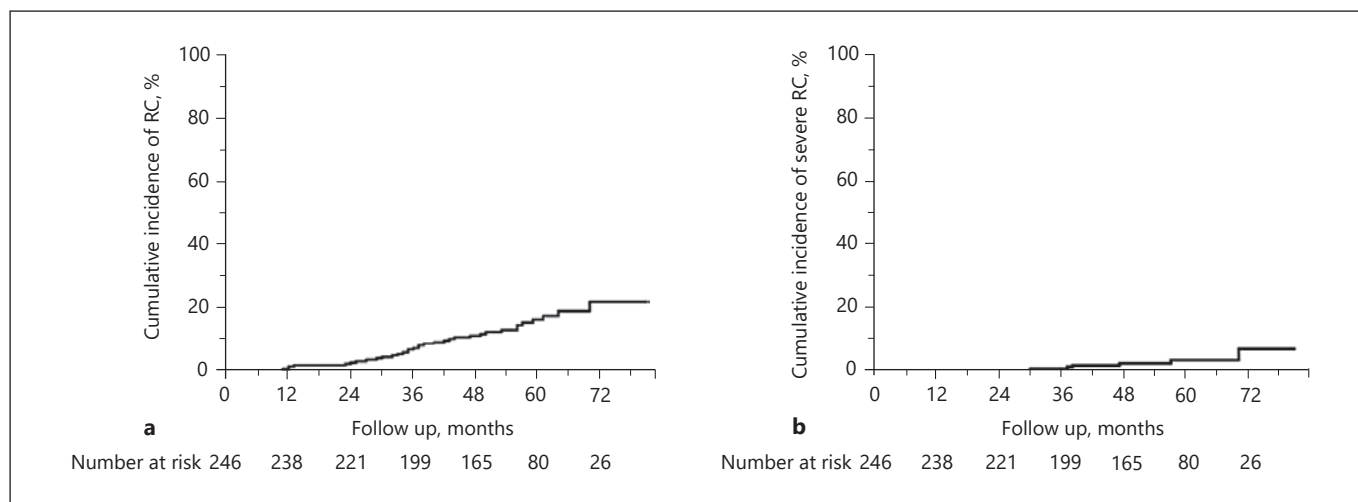 Cumulative incidence of RC, %
100
80
60
40
20
0
0 12 24 36 48 60 72
a Follow up, months
Number at risk 246 238 221 199 165 80 26
Cumulative incidence of severe RC, %
100
80
60
40
20
0
0 12 24 36 48 60 72
b Follow up, months
Number at risk 246 238 221 199 165 80 26